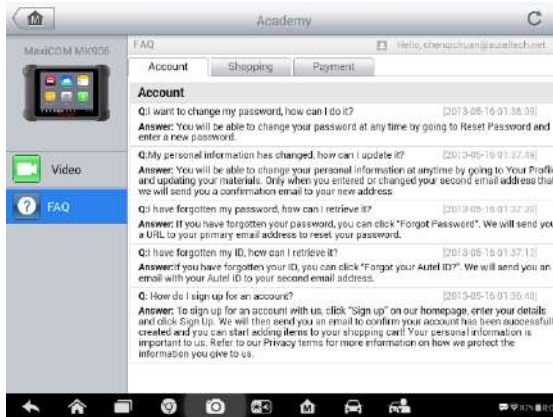 Academy
MaxiCOM MK906
FAQ
Hello,
Account Shopping Payment
Account
Q:I want to change my password, how can I do it? [2013-05-16 01:38:09]
Answer: You will be able to change your password at any time by going to Reset Password and
enter a new password.
Q:My personal information has changed, how can I update it? [2013-05-16 01:37:49]
Answer: You will be able to change your personal information at anytime by going to Your Profil
and updating your materials. Only when you entered or changed your second email address that
we will send you a confirmation email to your new address.
Q:I have forgotten my password, how can I retrieve it? [2013-05-16 01:37:30]
Answer: If you have forgotten your password, you can click "Forgot Password". We will send you
a URL to your primary email address to reset your password.
Q:I have forgotten my ID, how can I retrieve it? [2013-05-16 01:37:12]
Answer:If you have forgotten your ID, you can click "Forgot your Autel ID?". We will send you an
email with your Autel ID to your second email address.
Q: How do I sign up for an account? [2013-05-16 01:36:40]
Answer: To sign up for an account with us, click "Sign up" on our homepage, enter your details
and click Sign Up. We will then send you an email to confirm your account has been successfull
created and you can start adding items to your shopping cart! Your personal information is
important to us. Refer to our Privacy terms for more information on how we protect the
information you give to us.
Video
FAQ